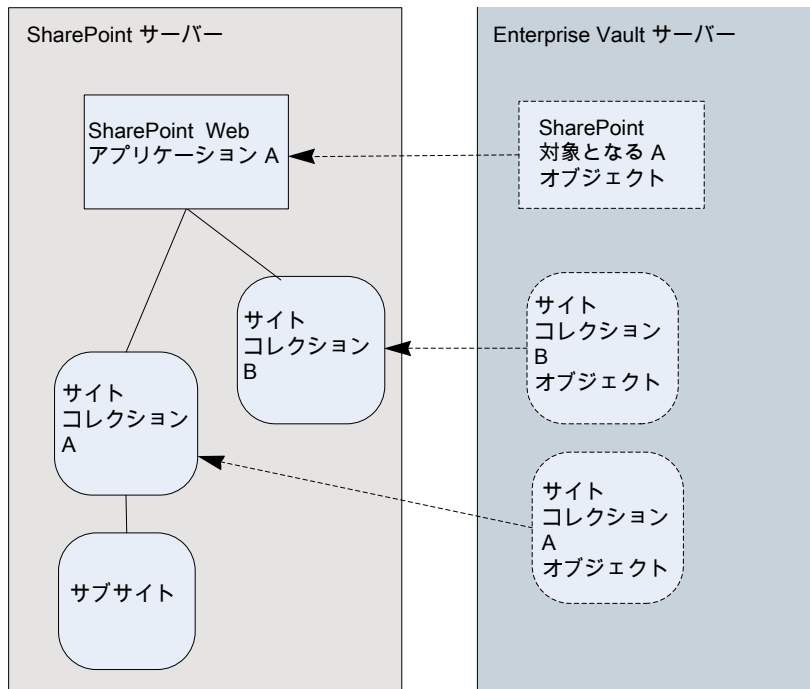 SharePoint サーバー
Enterprise Vault サーバー
SharePoint Web
アプリケーション A
SharePoint
対象となる A
オブジェクト
サイト
コレクション
B
サイト
コレクション
B
オブジェクト
サイト
コレクション
A
サイト
コレクション
A
オブジェクト
サブサイト